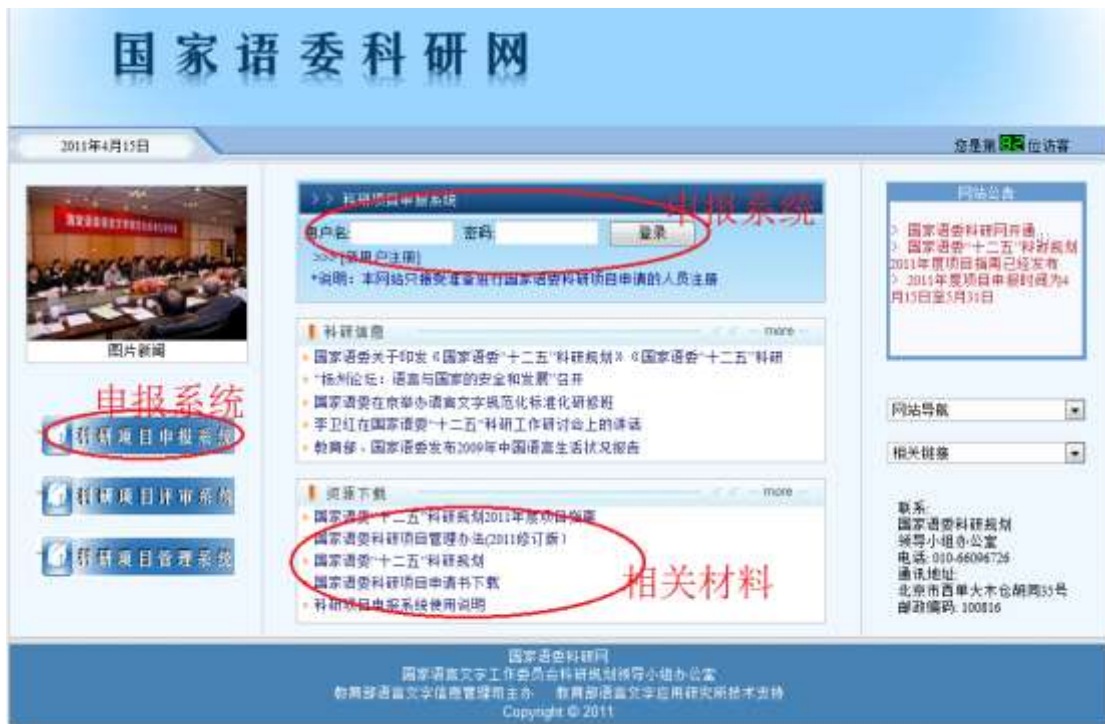 国家语委科研网
2011年4月15日
您是第 82 位访客
>> 科研项目申报系统
申报系统
用户名:
密码:
登录
>>> [新用户注册]
*说明：本网站只接受准备进行国家语委科研项目申请的人员注册
图片新闻
申报系统
科研项目申报系统
科研项目评审系统
科研项目管理系统
科研信息
more
国家语委关于印发《国家语委“十二五”科研规划》《国家语委“十二五”科研
“扬州论坛：语言与国家的安全和发展”召开
国家语委在京举办语言文字规范化标准化研修班
李卫红在国家语委“十二五”科研工作研讨会上的讲话
教育部、国家语委发布2009年中国语言生活状况报告
资源下载
more
国家语委“十二五”科研规划2011年度项目指南
国家语委科研项目管理办法(2011修订版)
国家语委“十二五”科研规划
国家语委科研项目申请书下载
科研项目申报系统使用说明
相关材料
网站公告
> 国家语委科研网开通...
> 国家语委“十二五”科研规划
2011年度项目指南已经发布
> 2011年度项目申报时间为4
月15日至5月31日
网站导航
相关链接
联系:
国家语委科研规划
领导小组办公室
电话: 010-66096726
通讯地址:
北京市西单大木仓胡同35号
邮政编码: 100816
国家语委科研网
国家语言文字工作委员会科研规划领导小组办公室
教育部语言文字信息管理司主办 教育部语言文字应用研究所技术支持
Copyright © 2011